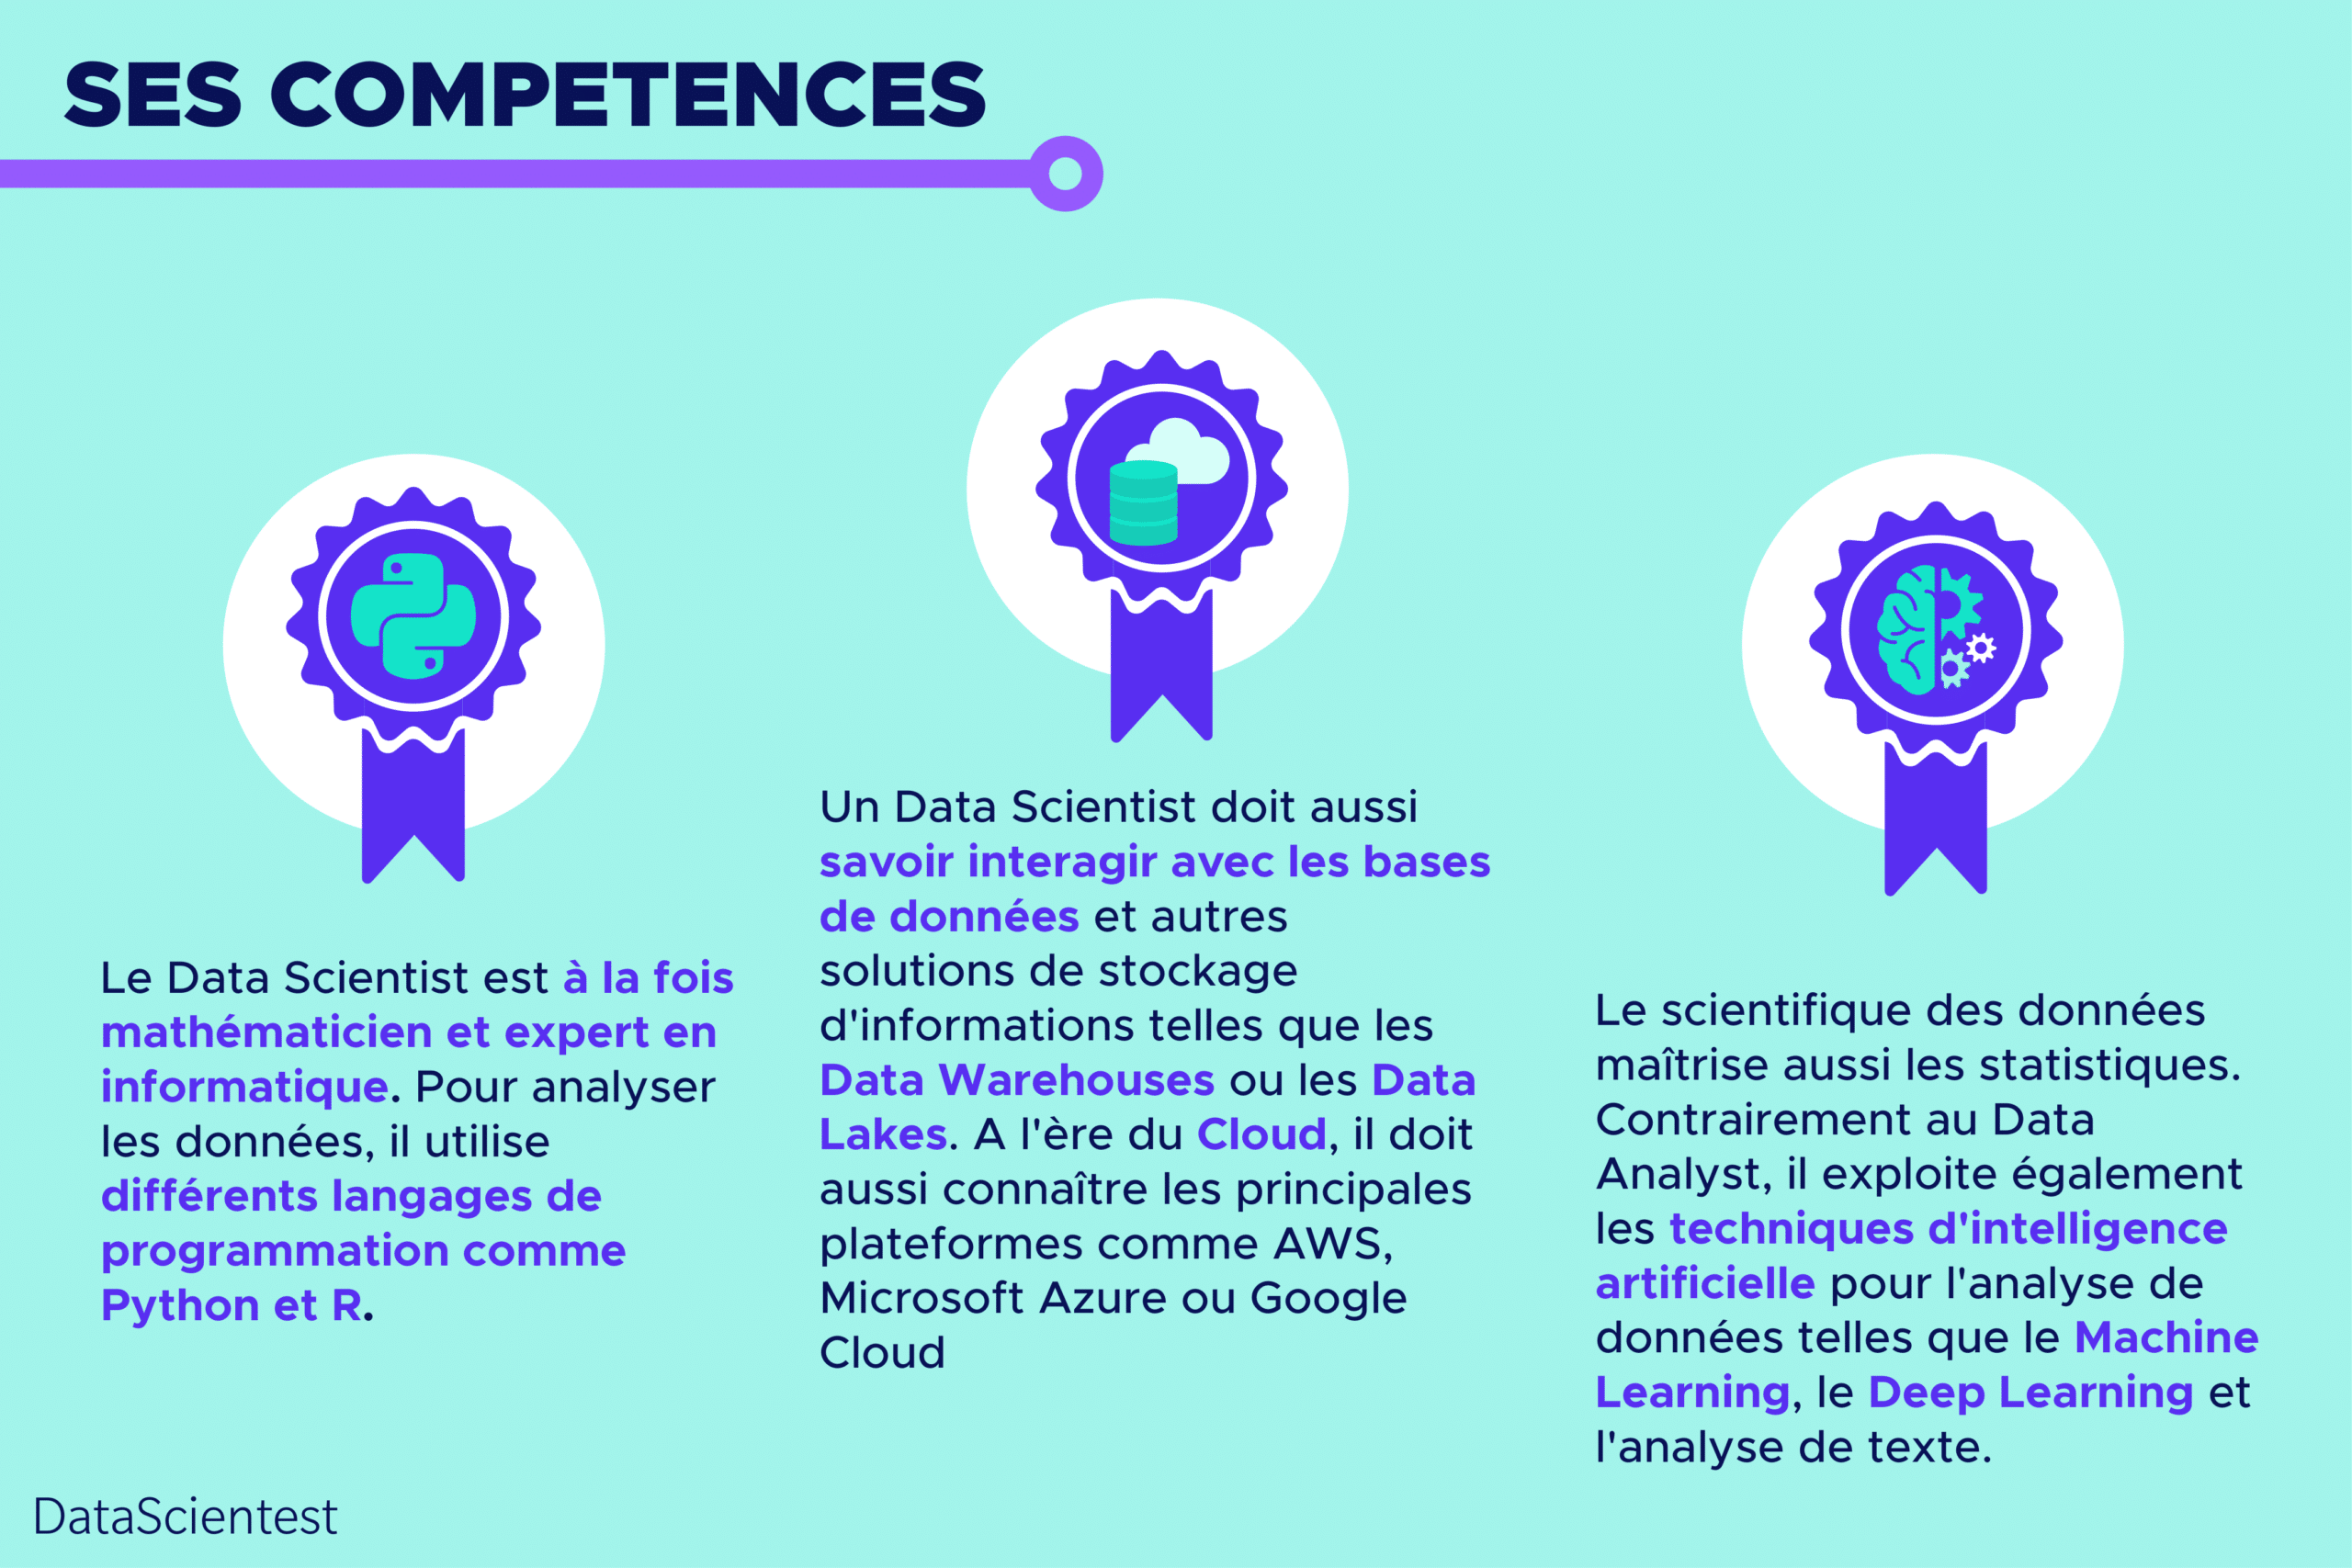 SES COMPETENCES
Le Data Scientist est à la fois
mathématicien et expert en
informatique. Pour analyser
les données, il utilise
différents langages de
programmation comme
Python et R.
Un Data Scientist doit aussi
savoir interagir avec les bases
de données et autres
solutions de stockage
d'informations telles que les
Data Warehouses ou les Data
Lakes. A l'ère du Cloud, il doit
aussi connaître les principales
plateformes comme AWS,
Microsoft Azure ou Google
Cloud
Le scientifique des données
maîtrise aussi les statistiques.
Contrairement au Data
Analyst, il exploite également
les techniques d'intelligence
artificielle pour l'analyse de
données telles que le Machine
Learning, le Deep Learning et
l'analyse de texte.
DataScientest